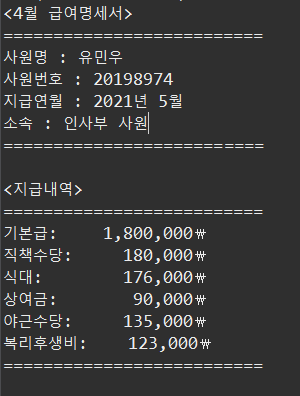 <4월 급여명세서>
==========================
사원명 : 유민우
사원번호 : 20198974
지급연월 : 2021년 5월
소속 : 인사부 사원
==========================
<지급내역>
==========================
기본급: 1,800,000₩
직책수당: 180,000₩
식대: 176,000₩
상여금: 90,000₩
야근수당: 135,000₩
복리후생비: 123,000₩
==========================